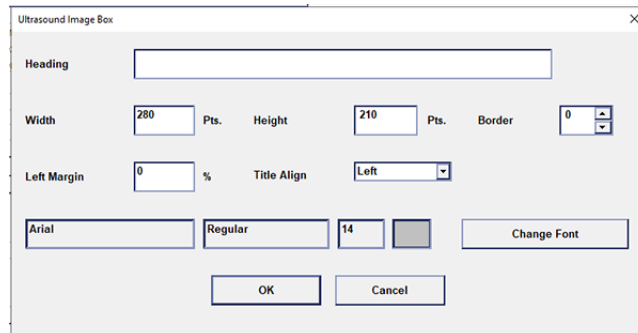 Ultrasound Image Box
Heading
Width 280 Pts. Height 210 Pts. Border 0
Left Margin 0 % Title Align Left
Arial Regular 14 Change Font
OK Cancel